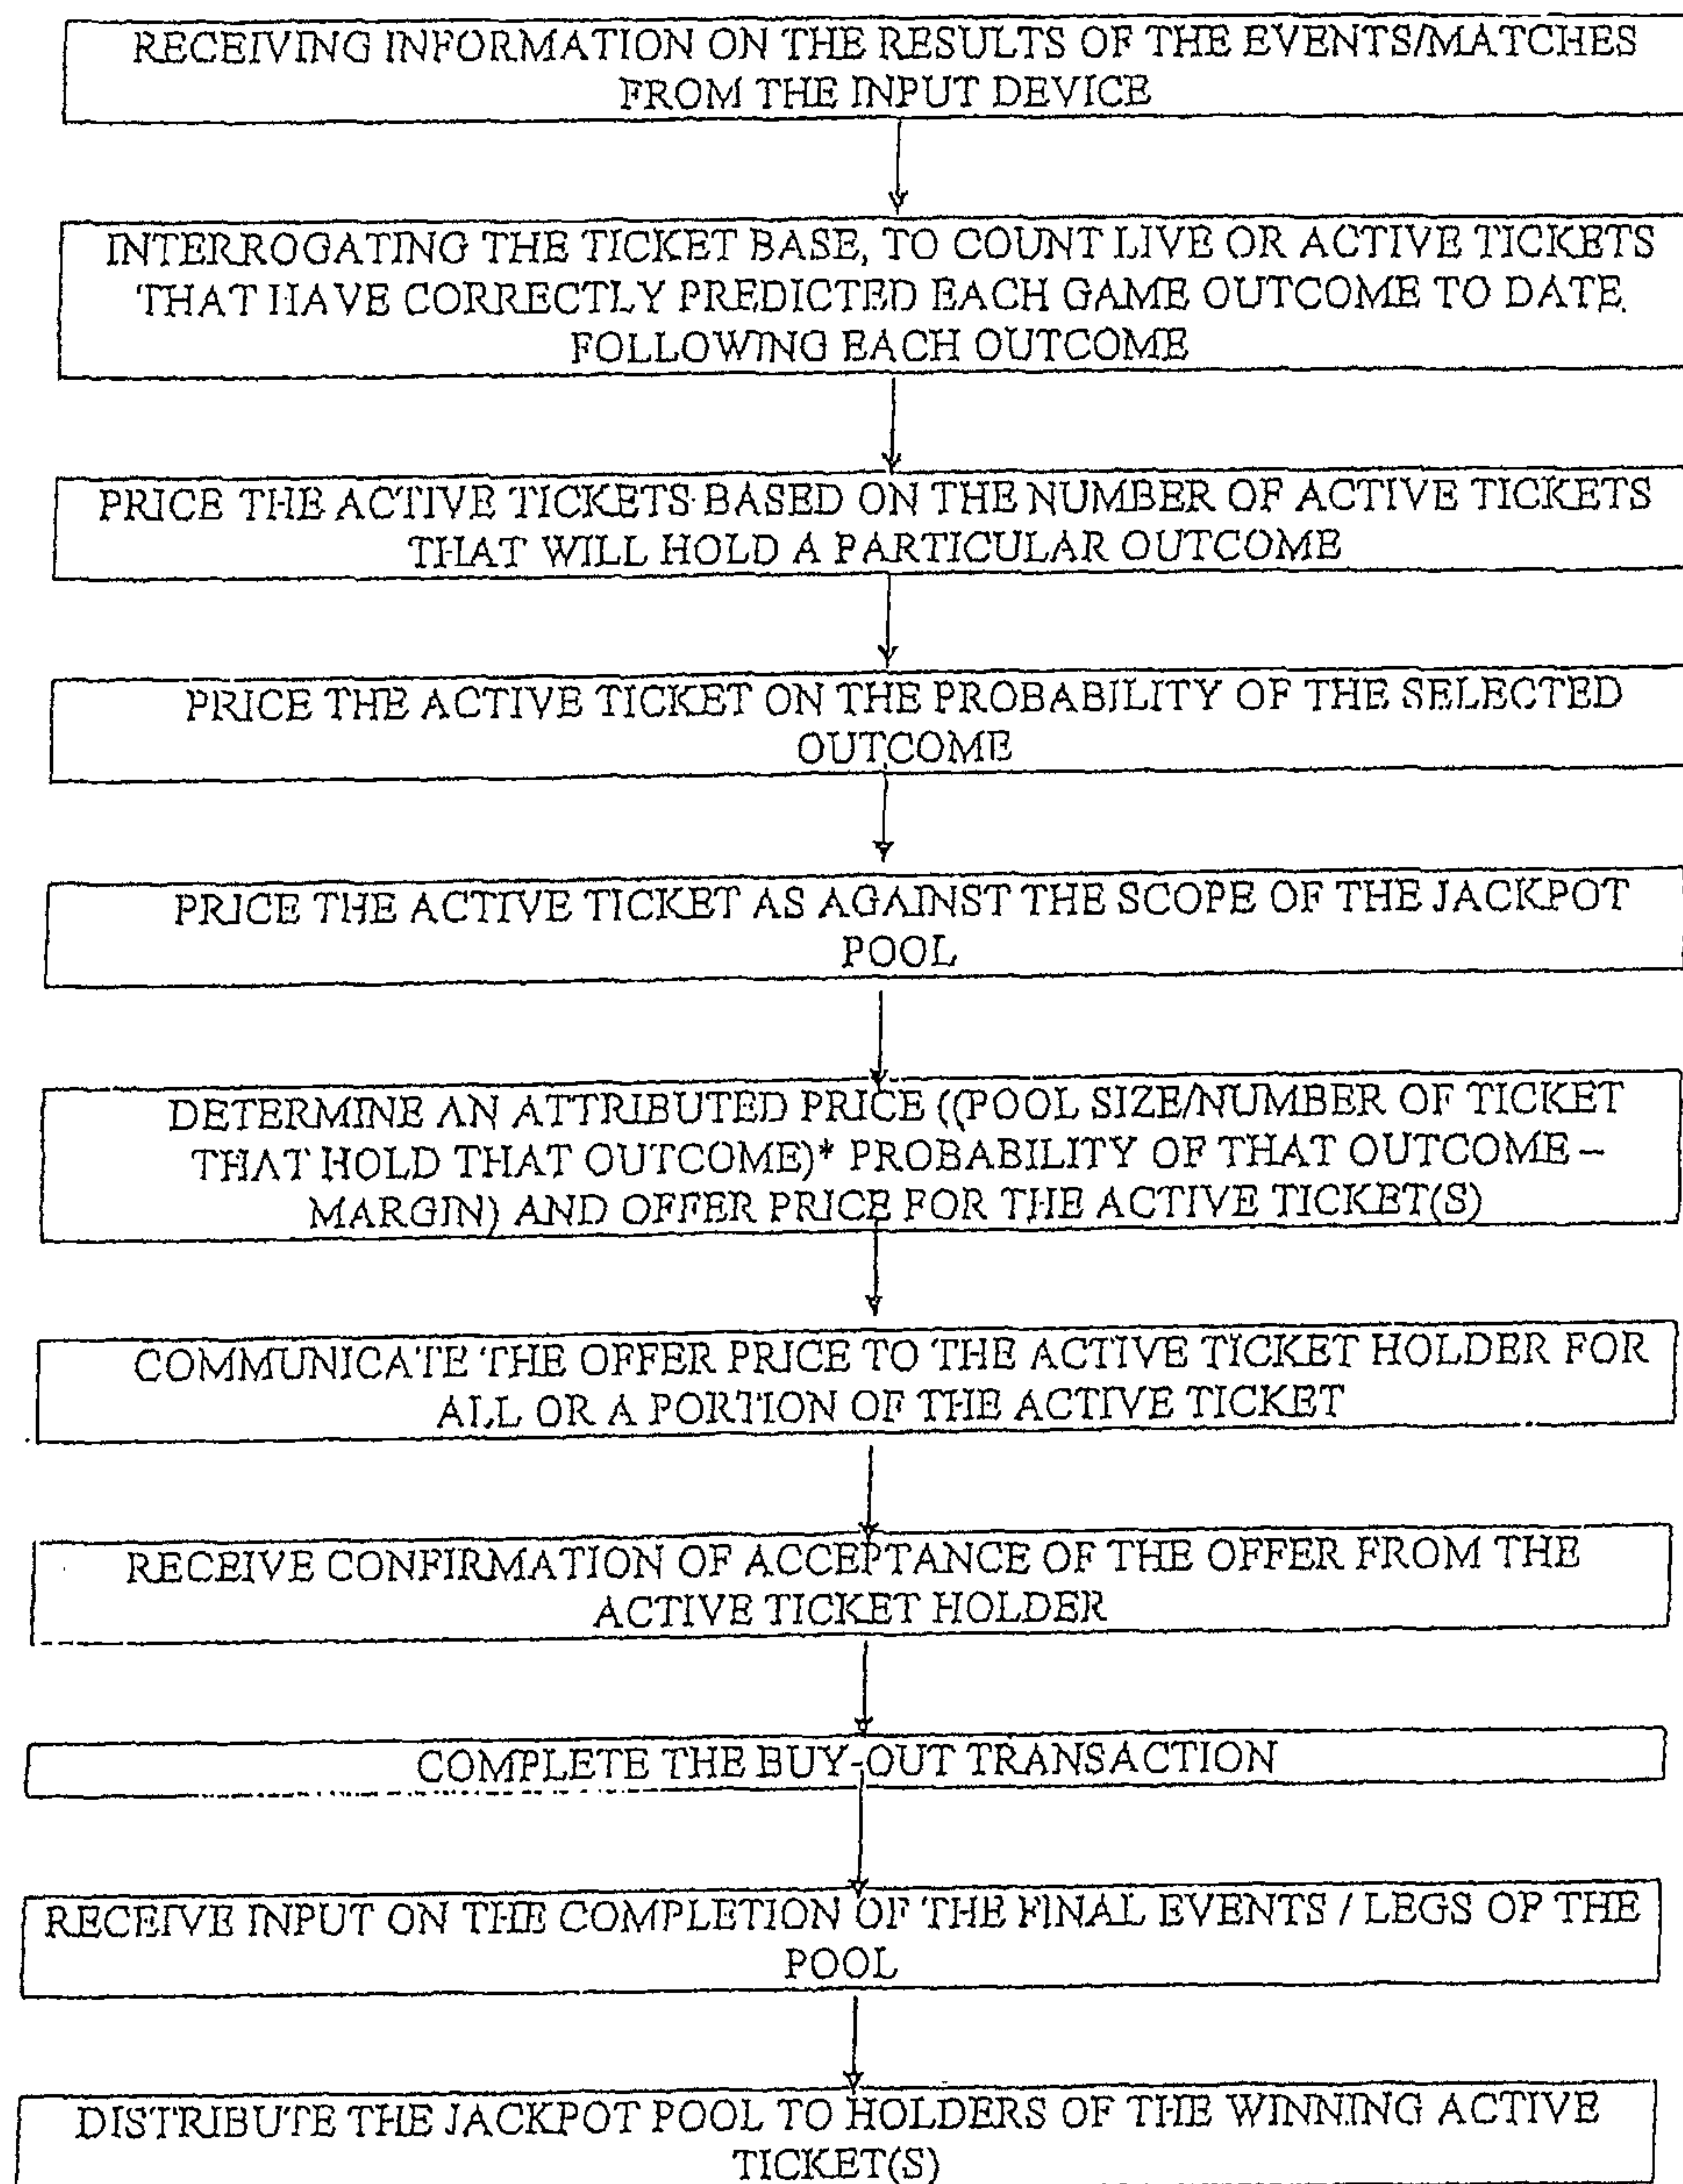 RECEIVING INFORMATION ON THE RESULTS OF THE EVENTS/MATCHES
FROM THE INPUT DEVICE
INTERROGATING THE TICKET BASE, TO COUNT LIVE OR ACTIVE TICKETS
THAT HAVE CORRECTLY PREDICTED EACH GAME OUTCOME TO DATE,
FOLLOWING EACH OUTCOME
PRICE THE ACTIVE TICKETS BASED ON THE NUMBER OF ACTIVE TICKETS
THAT WILL HOLD A PARTICULAR OUTCOME
PRICE THE ACTIVE TICKET ON THE PROBABILITY OF THE SELECTED
OUTCOME
PRICE THE ACTIVE TICKET AS AGAINST THE SCOPE OF THE JACKPOT
POOL
DETERMINE AN ATTRIBUTED PRICE ((POOL SIZE/NUMBER OF TICKET
THAT HOLD THAT OUTCOME)* PROBABILITY OF THAT OUTCOME –
MARGIN) AND OFFER PRICE FOR THE ACTIVE TICKET(S)
COMMUNICATE THE OFFER PRICE TO THE ACTIVE TICKET HOLDER FOR
ALL OR A PORTION OF THE ACTIVE TICKET
RECEIVE CONFIRMATION OF ACCEPTANCE OF THE OFFER FROM THE
ACTIVE TICKET HOLDER
COMPLETE THE BUY-OUT TRANSACTION
RECEIVE INPUT ON THE COMPLETION OF THE FINAL EVENTS / LEGS OF THE
POOL
DISTRIBUTE THE JACKPOT POOL TO HOLDERS OF THE WINNING ACTIVE
TICKET(S)